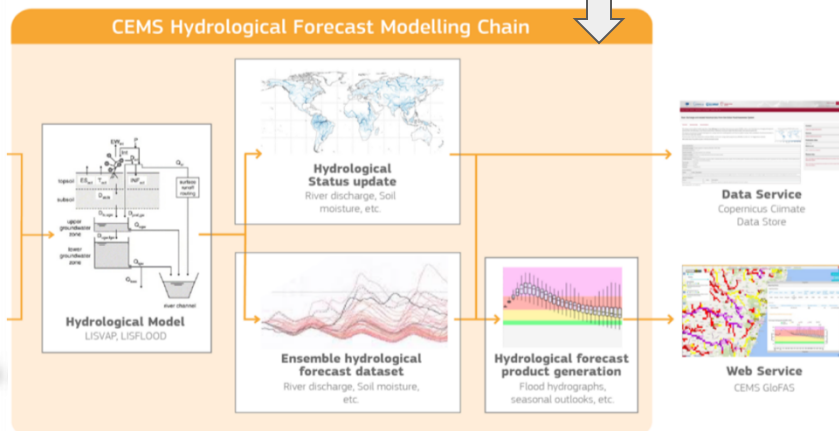 CEMS Hydrological Forecast Modelling Chain
Hydrological
Status update
River discharge, Soil
moisture, etc.
topsoil
subsoil
upper
groundwater
zone
lower
groundwater
zone
surface
runoff
routing
river channel
Hydrological Model
LISVAP, LISFLOOD
Ensemble hydrological
forecast dataset
River discharge, Soil moisture,
etc.
Hydrological forecast
product generation
Flood hydrographs,
seasonal outlooks, etc.
Data Service
Copernicus Climate
Data Store
Web Service
CEMS GloFAS